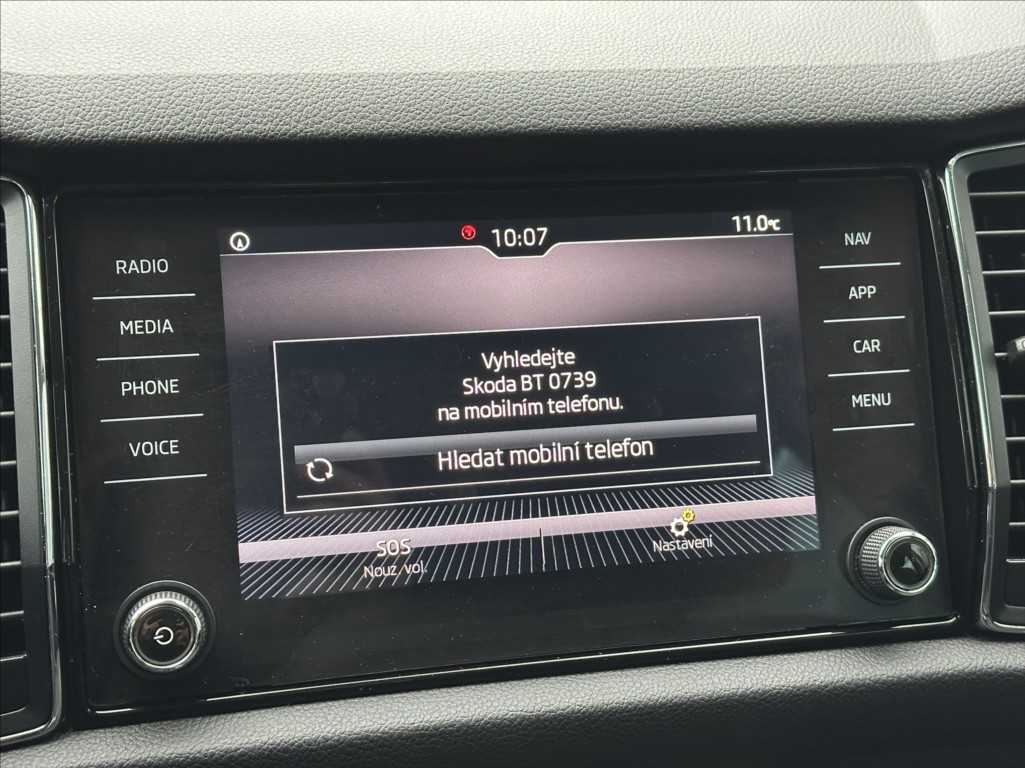 10:07
11.0°C
RADIO
MEDIA
PHONE
VOICE
Vyhledejte
Skoda BT 0739
na mobilním telefonu.
Hledat mobilní telefon
SOS
Nouz. vol.
Nastavení
NAV
APP
CAR
MENU